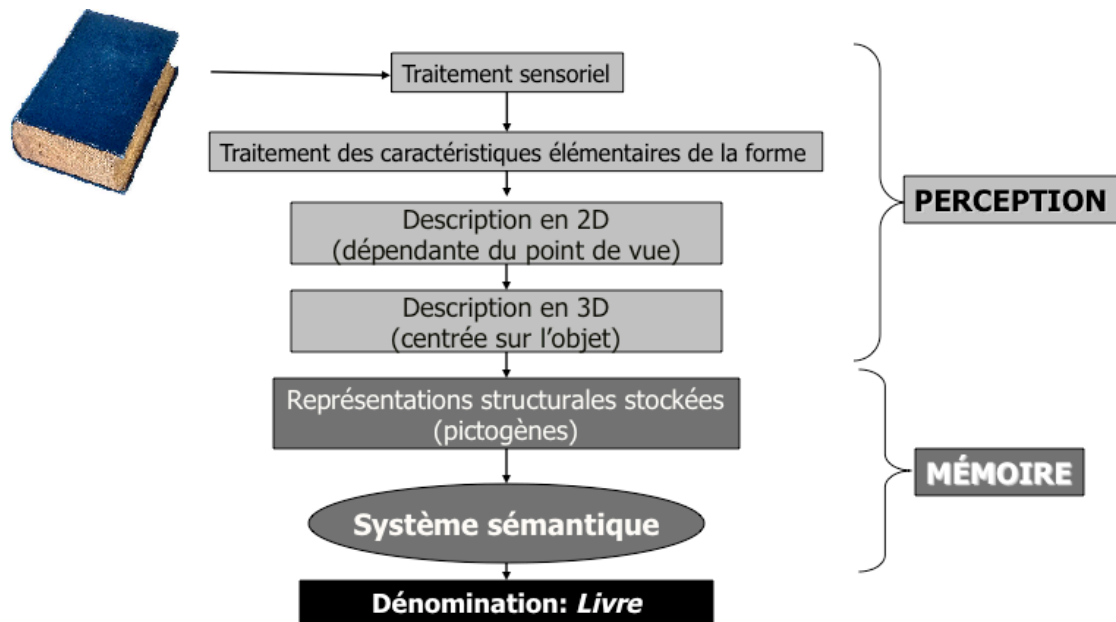 Traitement sensoriel
Traitement des caractéristiques élémentaires de la forme
PERCEPTION
Description en 2D
(dépendante du point de vue)
Description en 3D
(centrée sur l'objet)
Représentations structurales stockées
(pictogènes)
MÉMOIRE
Système sémantique
Dénomination: Livre